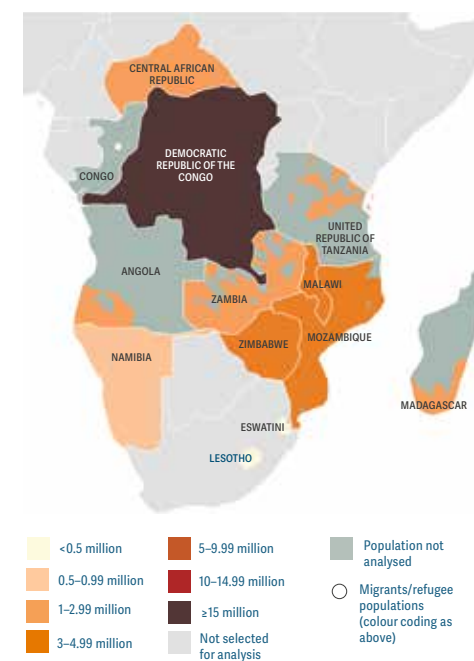 CENTRAL AFRICAN
REPUBLIC
DEMOCRATIC
REPUBLIC OF THE
CONGO
CONGO
UNITED
REPUBLIC OF
TANZANIA
ANGOLA
MALAWI
ZAMBIA
MOZAMBIQUE
ZIMBABWE
NAMIBIA
MADAGASCAR
ESWATINI
LESOTHO
<0.5 million
0.5–0.99 million
1–2.99 million
3–4.99 million
5–9.99 million
10–14.99 million
≥15 million
Not selected
for analysis
Population not
analysed
Migrants/refugee
populations
(colour coding as
above)